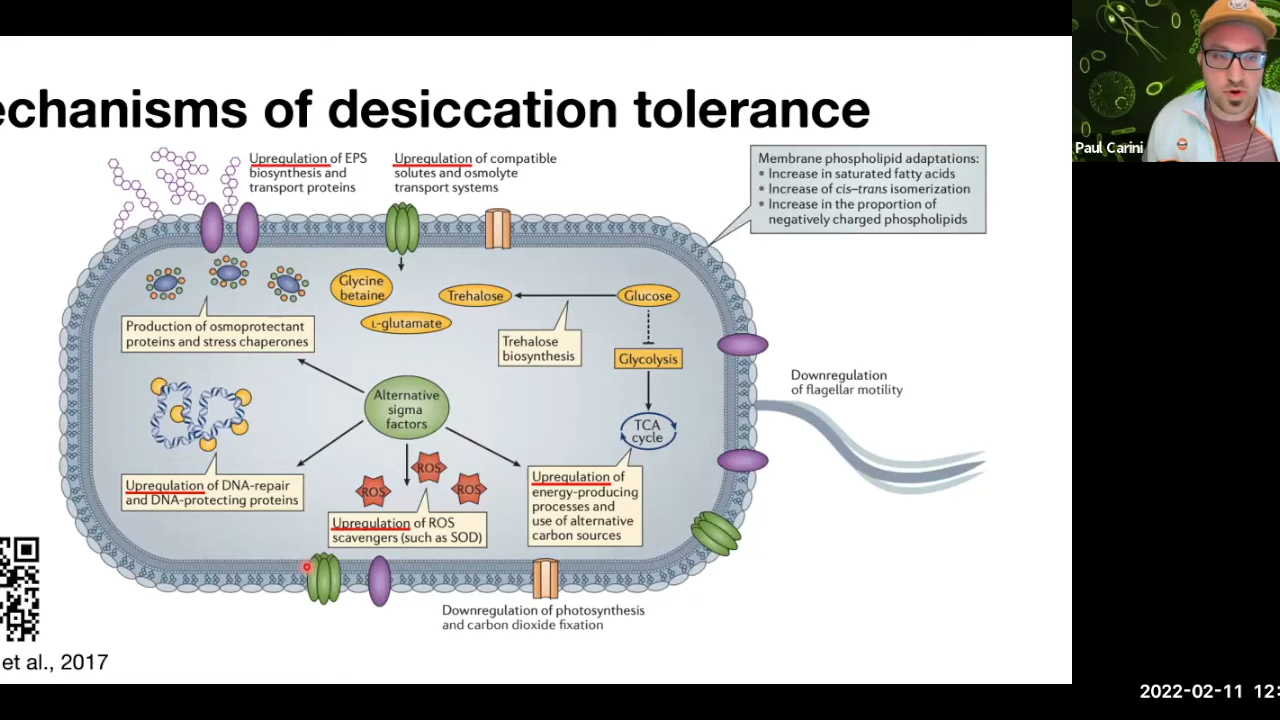 echanisms of desiccation tolerance
Paul Carini
Upregulation of EPS
biosynthesis and
transport proteins
Upregulation of compatible
solutes and osmolyte
transport systems
Membrane phospholipid adaptations:
• Increase in saturated fatty acids
• Increase of cis–trans isomerization
• Increase in the proportion of
negatively charged phospholipids
Glycine
betaine
Trehalose
Glucose
L-glutamate
Production of osmoprotectant
proteins and stress chaperones
Trehalose
biosynthesis
Glycolysis
Alternative
sigma
factors
TCA
cycle
Downregulation
of flagellar motility
ROS
ROS
ROS
Upregulation of DNA-repair
and DNA-protecting proteins
Upregulation of ROS
scavengers (such as SOD)
Upregulation of
energy-producing
processes and
use of alternative
carbon sources
Downregulation of photosynthesis
and carbon dioxide fixation
et al., 2017
2022-02-11 12: